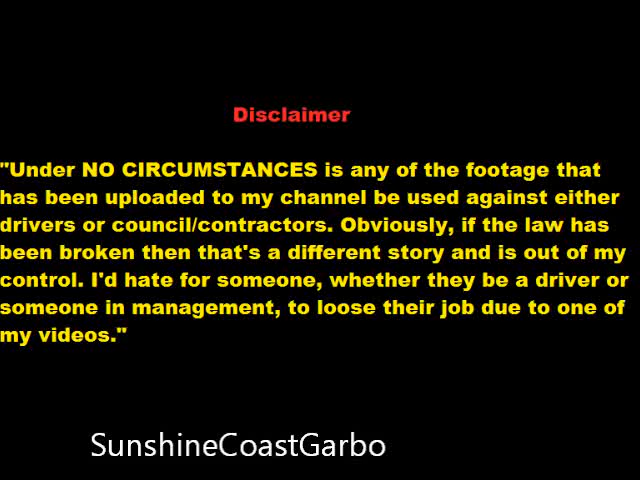 Disclaimer
"Under NO CIRCUMSTANCES is any of the footage that
has been uploaded to my channel be used against either
drivers or council/contractors. Obviously, if the law has
been broken then that's a different story and is out of my
control. I'd hate for someone, whether they be a driver or
someone in management, to loose their job due to one of
my videos."
SunshineCoastGarbo